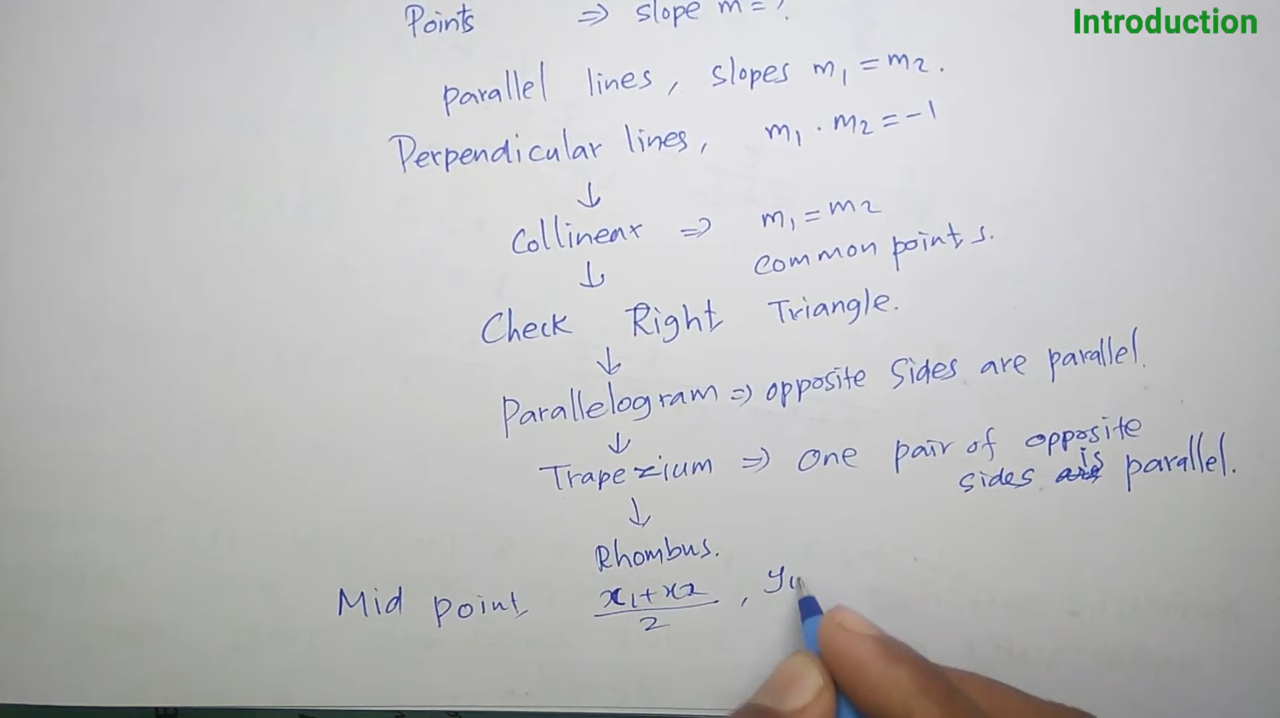 Introduction
Points ⇒ slope m = ?
parallel lines, slopes m₁ = m₂.
Perpendicular lines, m₁ . m₂ = -1
↓
Collinear ⇒ m₁ = m₂
common points.
↓
Check Right Triangle.
↓
Parallelogram ⇒ opposite sides are parallel.
↓
Trapezium ⇒ One pair of opposite
sides is parallel.
↓
Rhombus.
Mid point (x₁+x₂)/2 , y₁